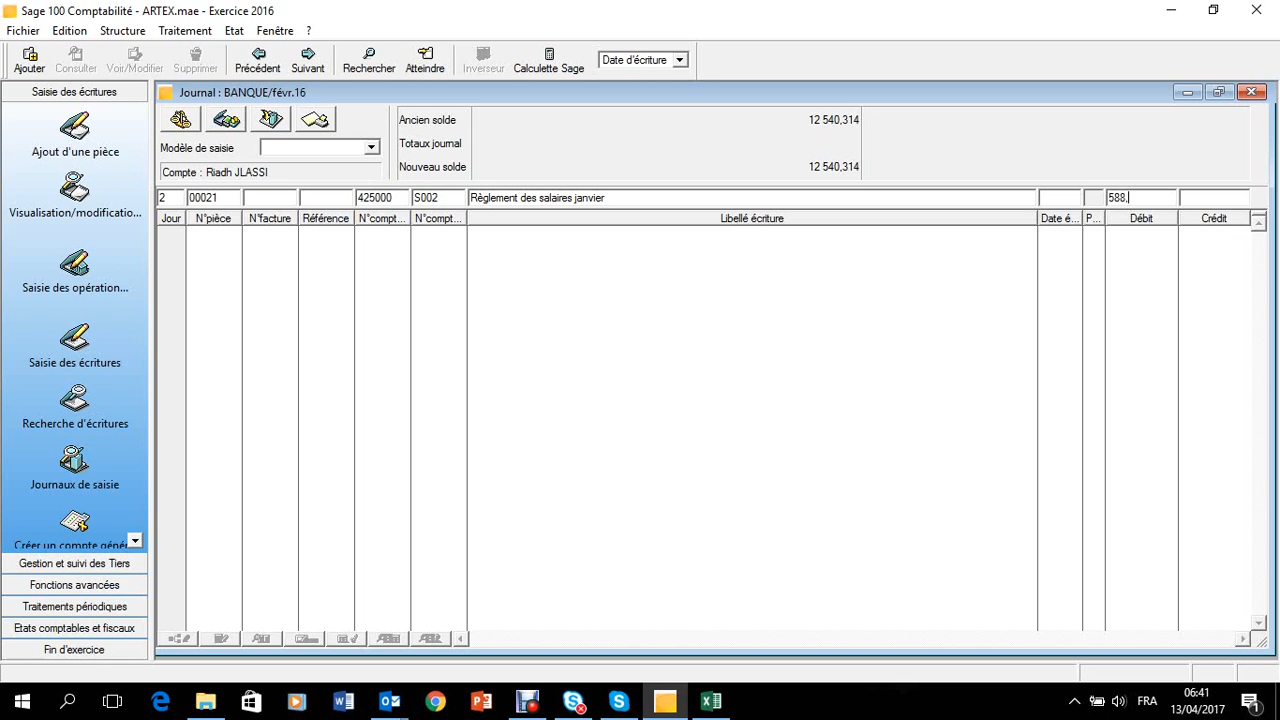 Sage 100 Comptabilité - ARTEX.mae - Exercice 2016
Fichier Edition Structure Traitement Etat Fenêtre ?
Ajouter Consulter Voir/Modifier Supprimer Précédent Suivant Rechercher Atteindre Inverseur Calculette Sage Date d'écriture
Saisie des écritures
Journal : BANQUE/févr.16
Ajout d'une pièce
Visualisation/modificatio...
Saisie des opération...
Saisie des écritures
Recherche d'écritures
Journaux de saisie
Créer un compte génér
Gestion et suivi des Tiers
Fonctions avancées
Traitements périodiques
Etats comptables et fiscaux
Fin d'exercice
Modèle de saisie
Compte : Riadh JLASSI
Ancien solde 12 540,314
Totaux journal
Nouveau solde 12 540,314
2 00021 425000 S002 Règlement des salaires janvier 588,
Jour N°pièce N°facture Référence N°compt... N°compt... Libellé écriture Date é... P... Débit Crédit
FRA
06:41
13/04/2017
1